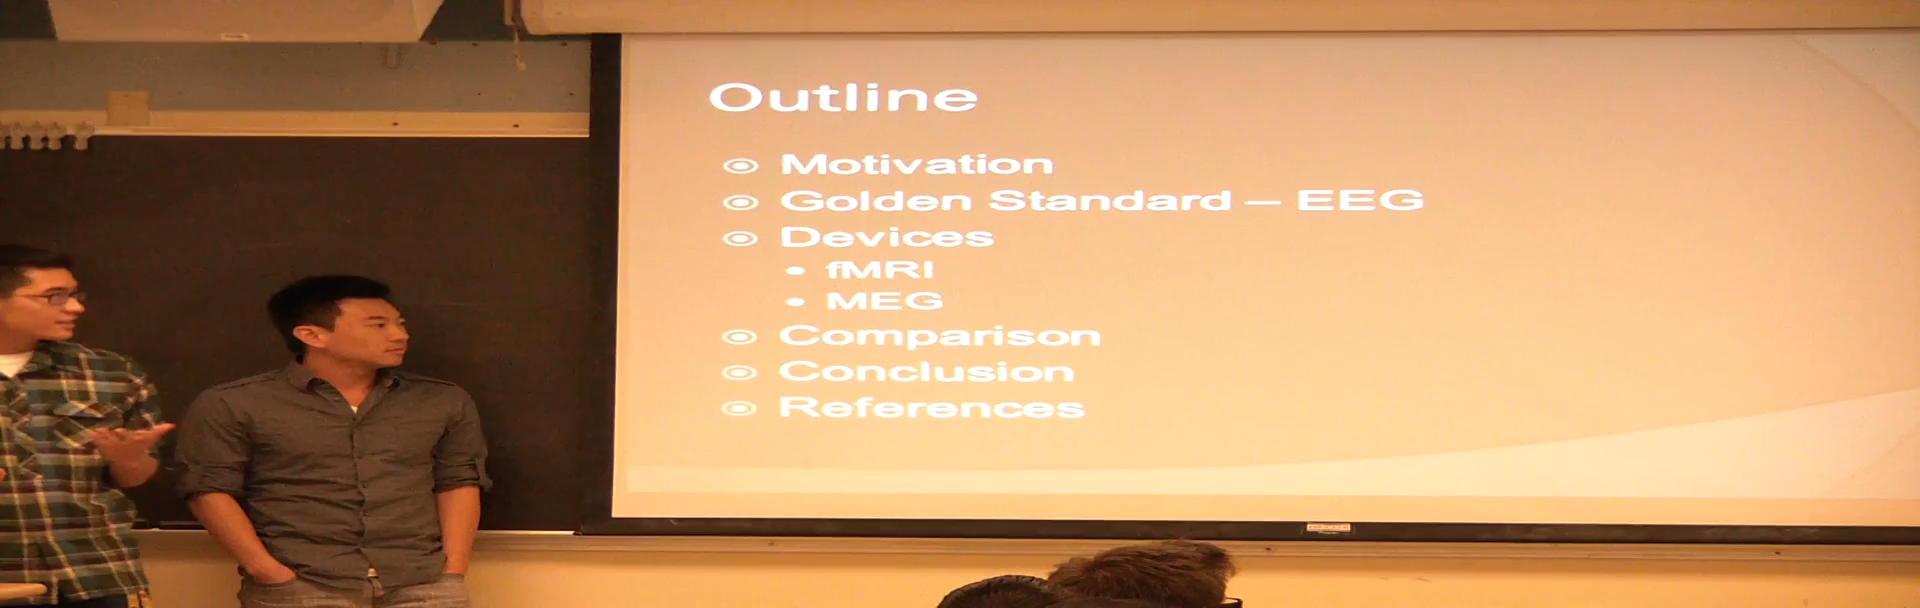 Outline
Motivation
Golden Standard – EEG
Devices
fMRI
MEG
Comparison
Conclusion
References